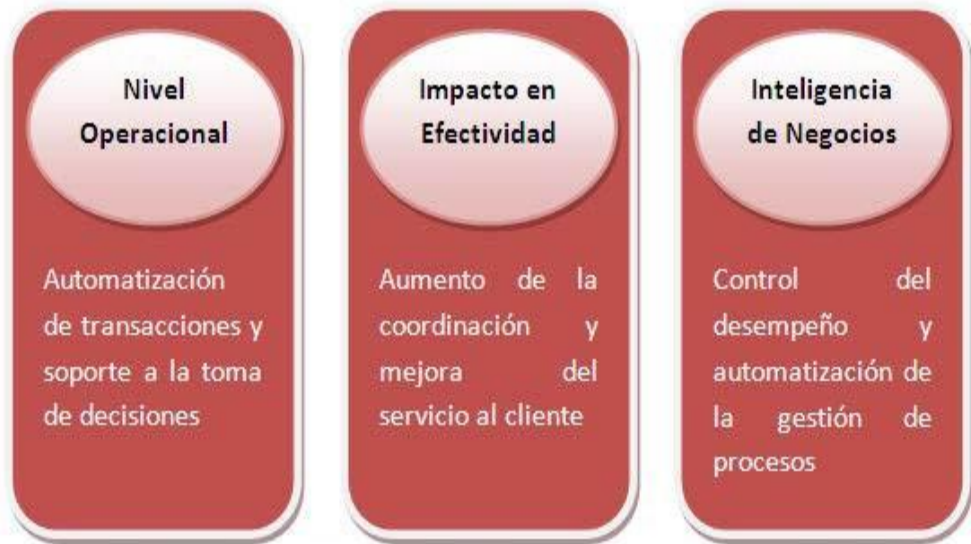 Nivel
Operacional
Automatización
de transacciones y
soporte a la toma
de decisiones
Impacto en
Efectividad
Aumento de la
coordinación y
mejora del
servicio al cliente
Inteligencia
de Negocios
Control del
desempeño y
automatización de
la gestión de
procesos